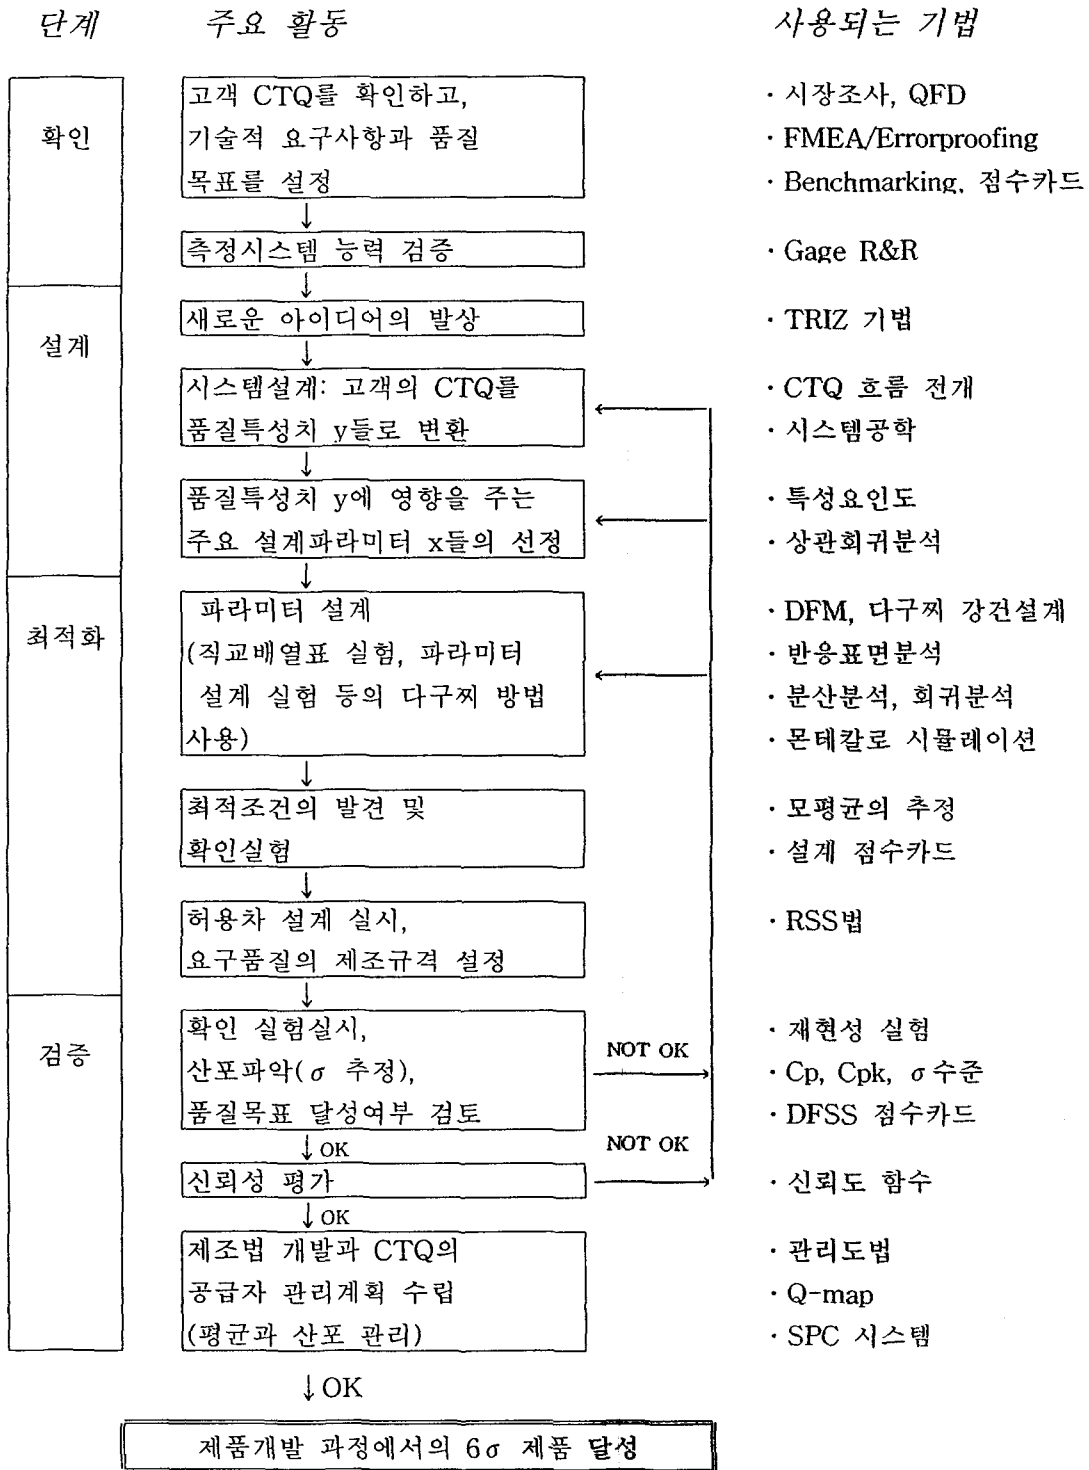 단계 주요 활동 사용되는 기법
확인
고객 CTQ를 확인하고,
기술적 요구사항과 품질
목표를 설정
· 시장조사, QFD
· FMEA/Errorproofing
· Benchmarking, 점수카드
↓
측정시스템 능력 검증
· Gage R&R
↓
설계
새로운 아이디어의 발상
· TRIZ 기법
↓
시스템설계: 고객의 CTQ를
품질특성치 y들로 변환
· CTQ 흐름 전개
· 시스템공학
↓
품질특성치 y에 영향을 주는
주요 설계파라미터 x들의 선정
· 특성요인도
· 상관회귀분석
↓
최적화
파라미터 설계
(직교배열표 실험, 파라미터
설계 실험 등의 다구찌 방법
사용)
· DFM, 다구찌 강건설계
· 반응표면분석
· 분산분석, 회귀분석
· 몬테칼로 시뮬레이션
↓
최적조건의 발견 및
확인실험
· 모평균의 추정
· 설계 점수카드
↓
허용차 설계 실시,
요구품질의 제조규격 설정
· RSS법
↓
검증
확인 실험실시,
산포파악(σ 추정),
품질목표 달성여부 검토
NOT OK
· 재현성 실험
· Cp, Cpk, σ수준
· DFSS 점수카드
↓ OK
NOT OK
신뢰성 평가
· 신뢰도 함수
↓ OK
제조법 개발과 CTQ의
공급자 관리계획 수립
(평균과 산포 관리)
· 관리도법
· Q-map
· SPC 시스템
↓ OK
제품개발 과정에서의 6σ 제품 달성